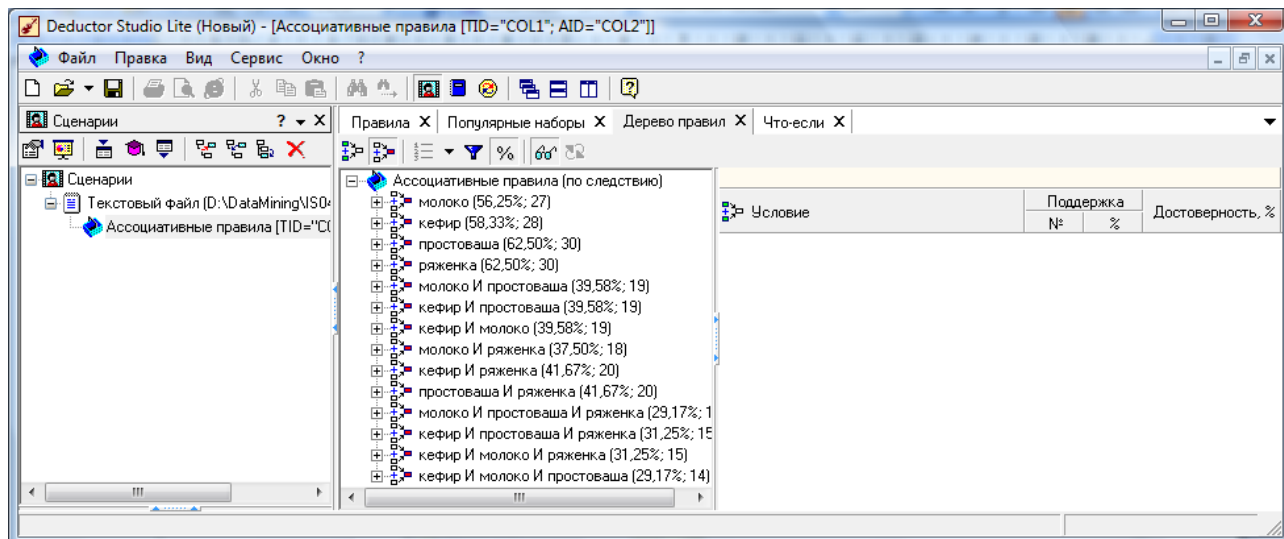 Deductor Studio Lite (Новый) - [Ассоциативные правила [TID="COL1"; AID="COL2"]]
Файл Правка Вид Сервис Окно ?
Сценарии ?
Правила X Популярные наборы X Дерево правил X Что-если X
Сценарии
Текстовый файл (D:\DataMining\IS04
Ассоциативные правила [TID="C(
Ассоциативные правила (по следствию)
молоко (56,25%; 27)
кефир (58,33%; 28)
простоваша (62,50%; 30)
ряженка (62,50%; 30)
молоко И простоваша (39,58%; 19)
кефир И простоваша (39,58%; 19)
кефир И молоко (39,58%; 19)
молоко И ряженка (37,50%; 18)
кефир И ряженка (41,67%; 20)
простоваша И ряженка (41,67%; 20)
молоко И простоваша И ряженка (29,17%; 1
кефир И простоваша И ряженка (31,25%; 15
кефир И молоко И ряженка (31,25%; 15)
кефир И молоко И простоваша (29,17%; 14)
Условие
Поддержка
№ %
Достоверность, %